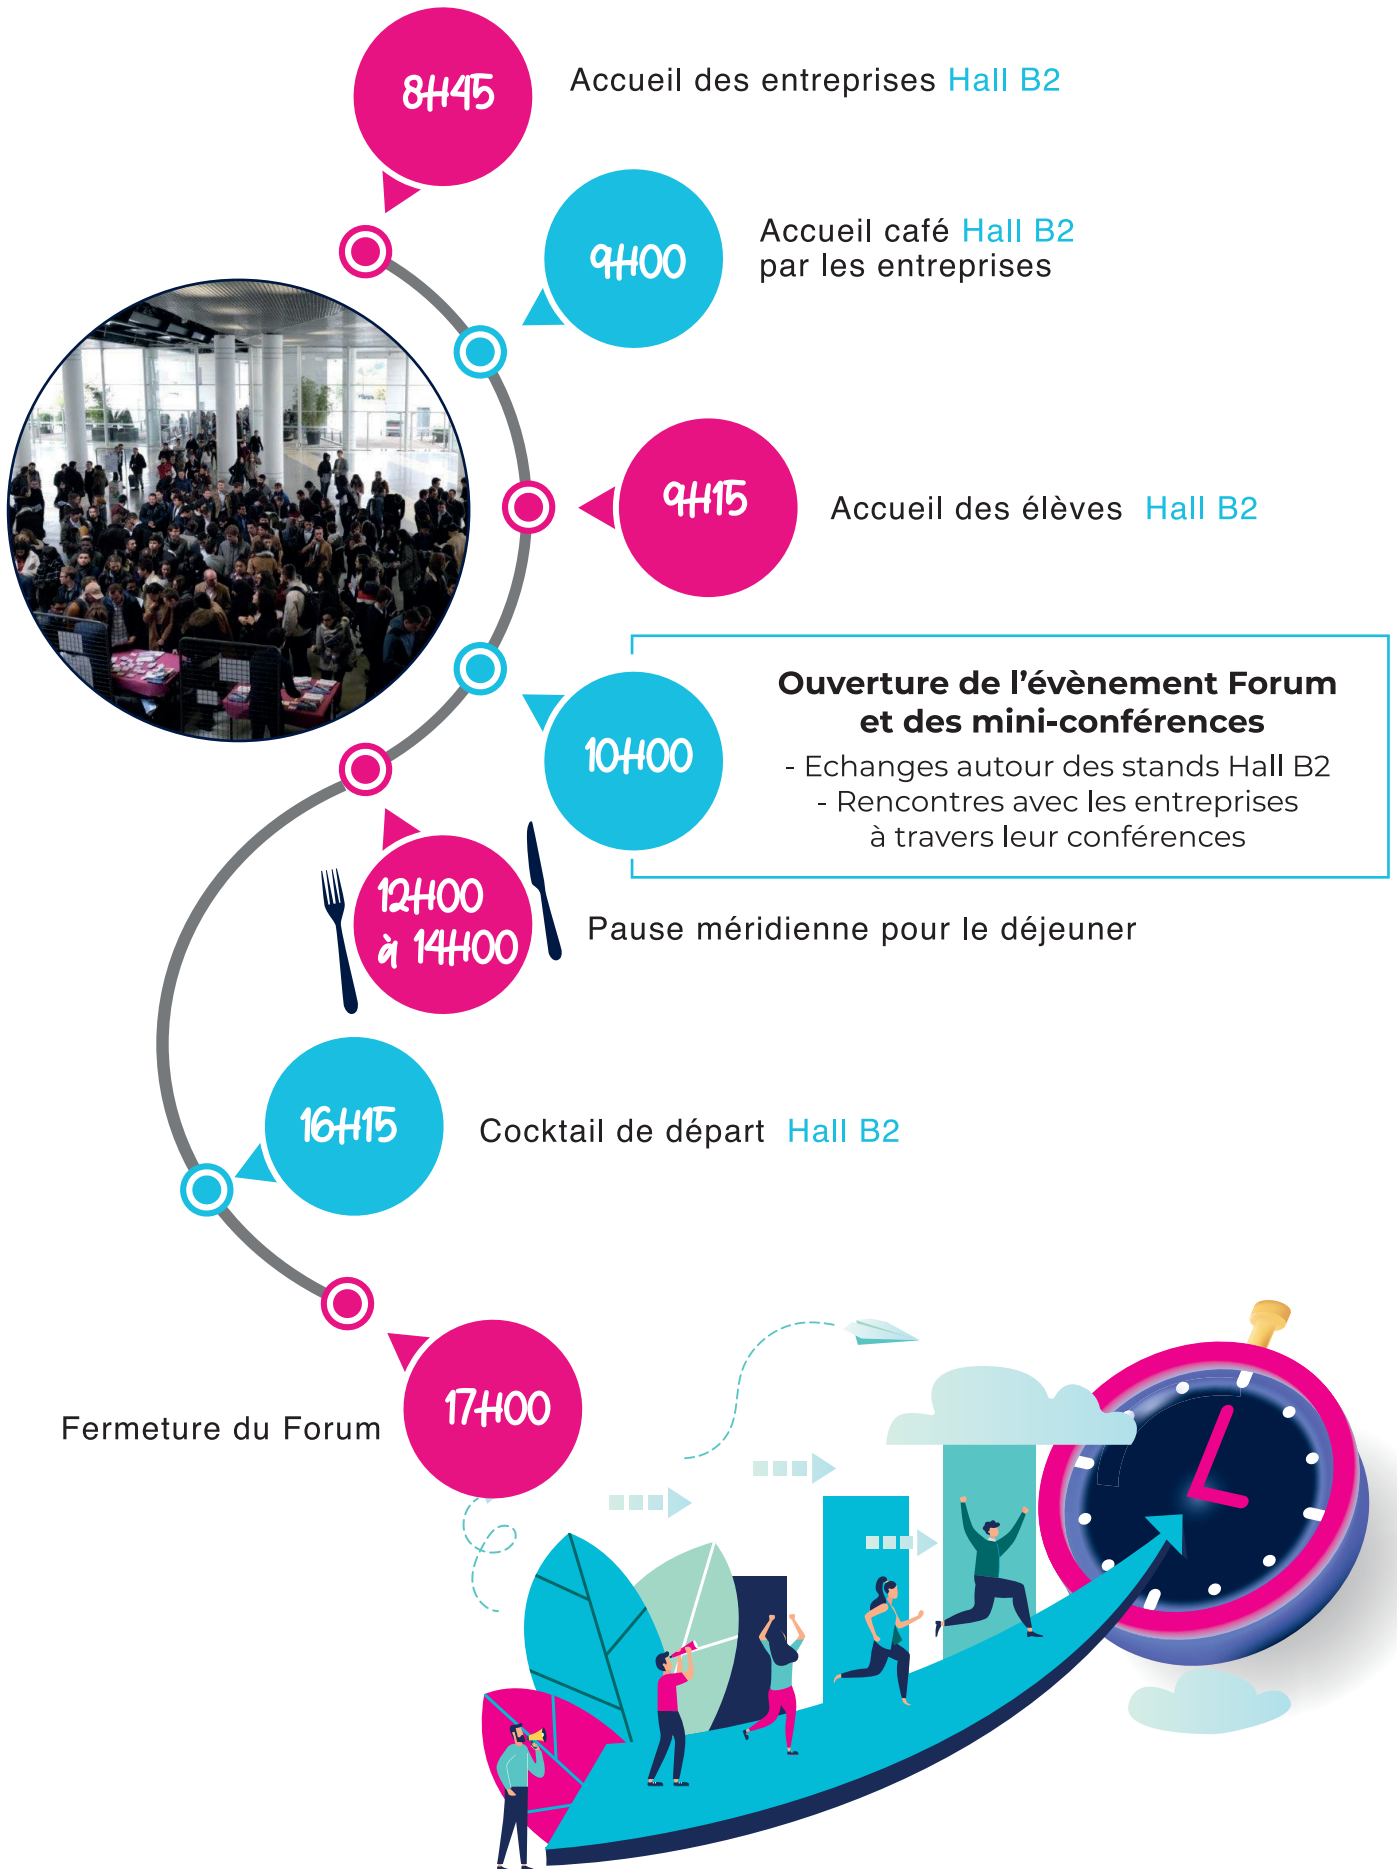 8H45
Accueil des entreprises Hall B2
9H00
Accueil café Hall B2
par les entreprises
9H15
Accueil des élèves Hall B2
10H00
Ouverture de l'évènement Forum
et des mini-conférences
- Echanges autour des stands Hall B2
- Rencontres avec les entreprises
à travers leur conférences
12H00
à 14H00
Pause méridienne pour le déjeuner
16H15
Cocktail de départ Hall B2
17H00
Fermeture du Forum